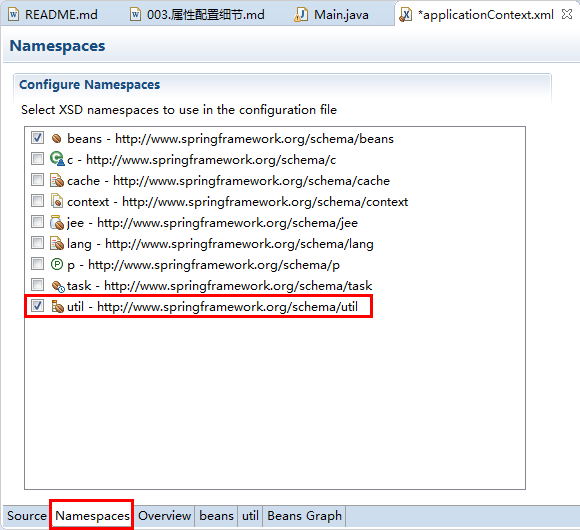 README.md 003.属性配置细节.md Main.java *applicationContext.xml
Namespaces
Configure Namespaces
Select XSD namespaces to use in the configuration file
beans - http://www.springframework.org/schema/beans
c - http://www.springframework.org/schema/c
cache - http://www.springframework.org/schema/cache
context - http://www.springframework.org/schema/context
jee - http://www.springframework.org/schema/jee
lang - http://www.springframework.org/schema/lang
p - http://www.springframework.org/schema/p
task - http://www.springframework.org/schema/task
util - http://www.springframework.org/schema/util
Source Namespaces Overview beans util Beans Graph